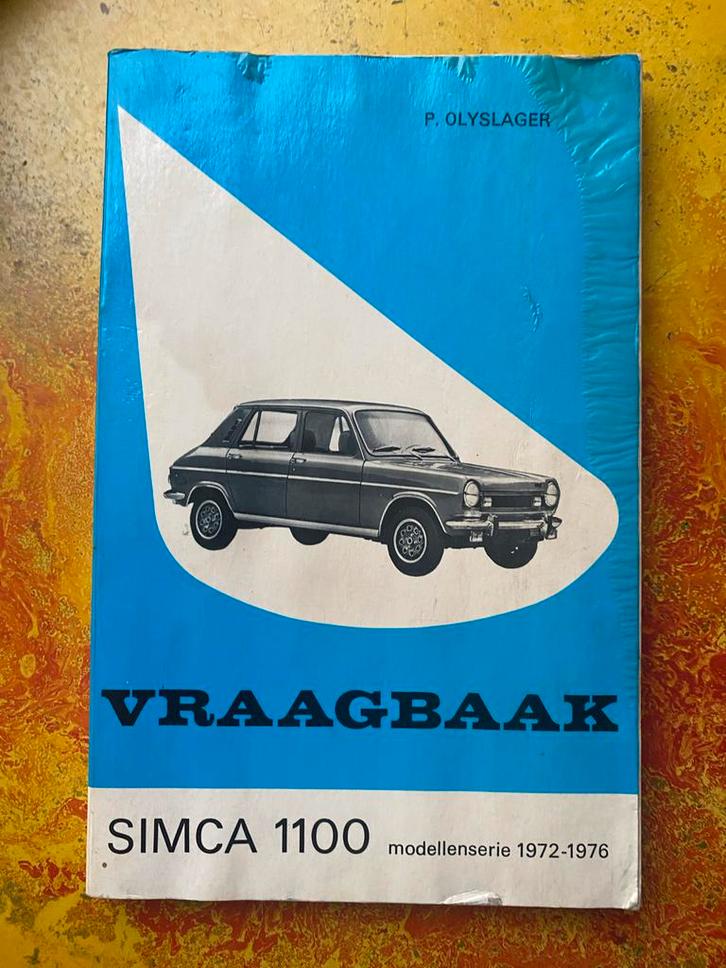 P. OLYSLAGER
VRAAGBAAK
SIMCA 1100 modellenserie 1972-1976